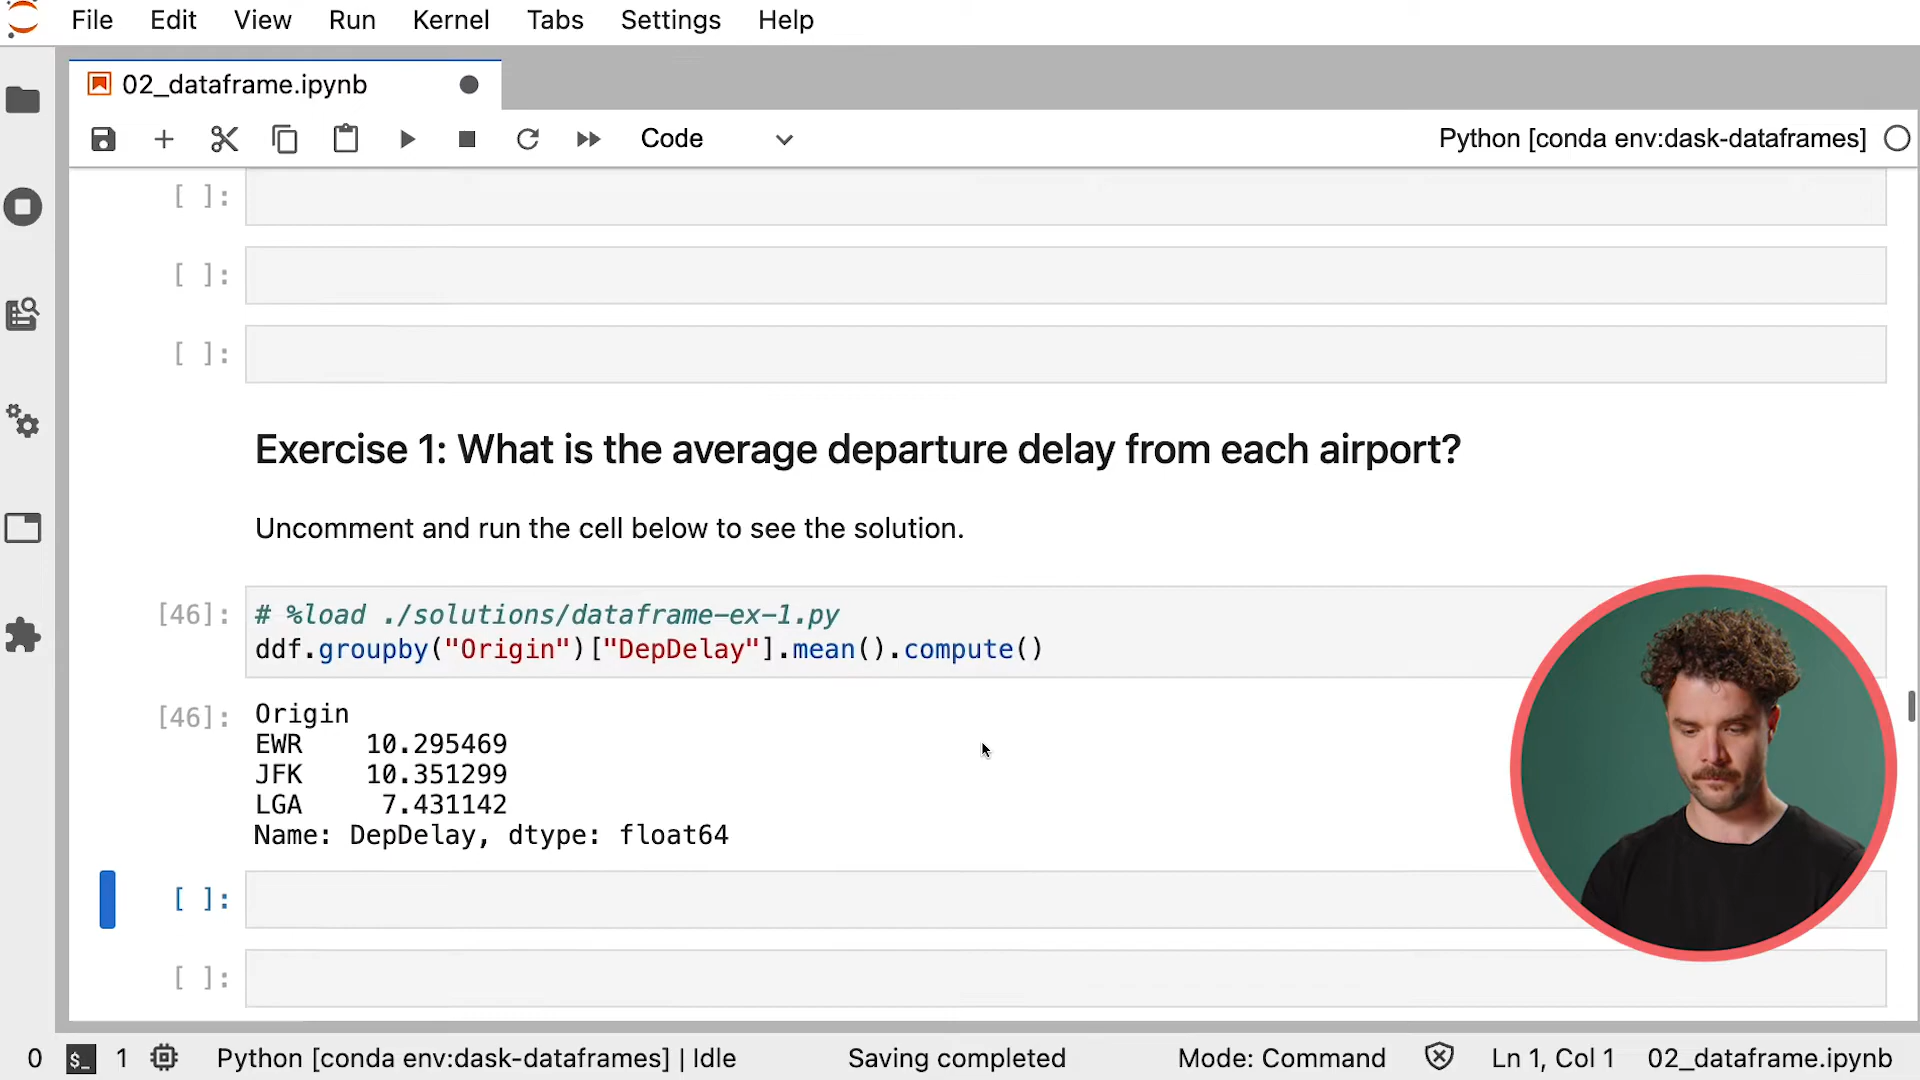 File Edit View Run Kernel Tabs Settings Help
02_dataframe.ipynb
Code
Python [conda env:dask-dataframes]
[ ]:
[ ]:
[ ]:
Exercise 1: What is the average departure delay from each airport?
Uncomment and run the cell below to see the solution.
[46]: # %load ./solutions/dataframe-ex-1.py
ddf.groupby("Origin")["DepDelay"].mean().compute()
[46]: Origin
EWR 10.295469
JFK 10.351299
LGA 7.431142
Name: DepDelay, dtype: float64
[ ]:
[ ]:
0 $_ 1 Python [conda env:dask-dataframes] | Idle Saving completed Mode: Command Ln 1, Col 1 02_dataframe.ipynb